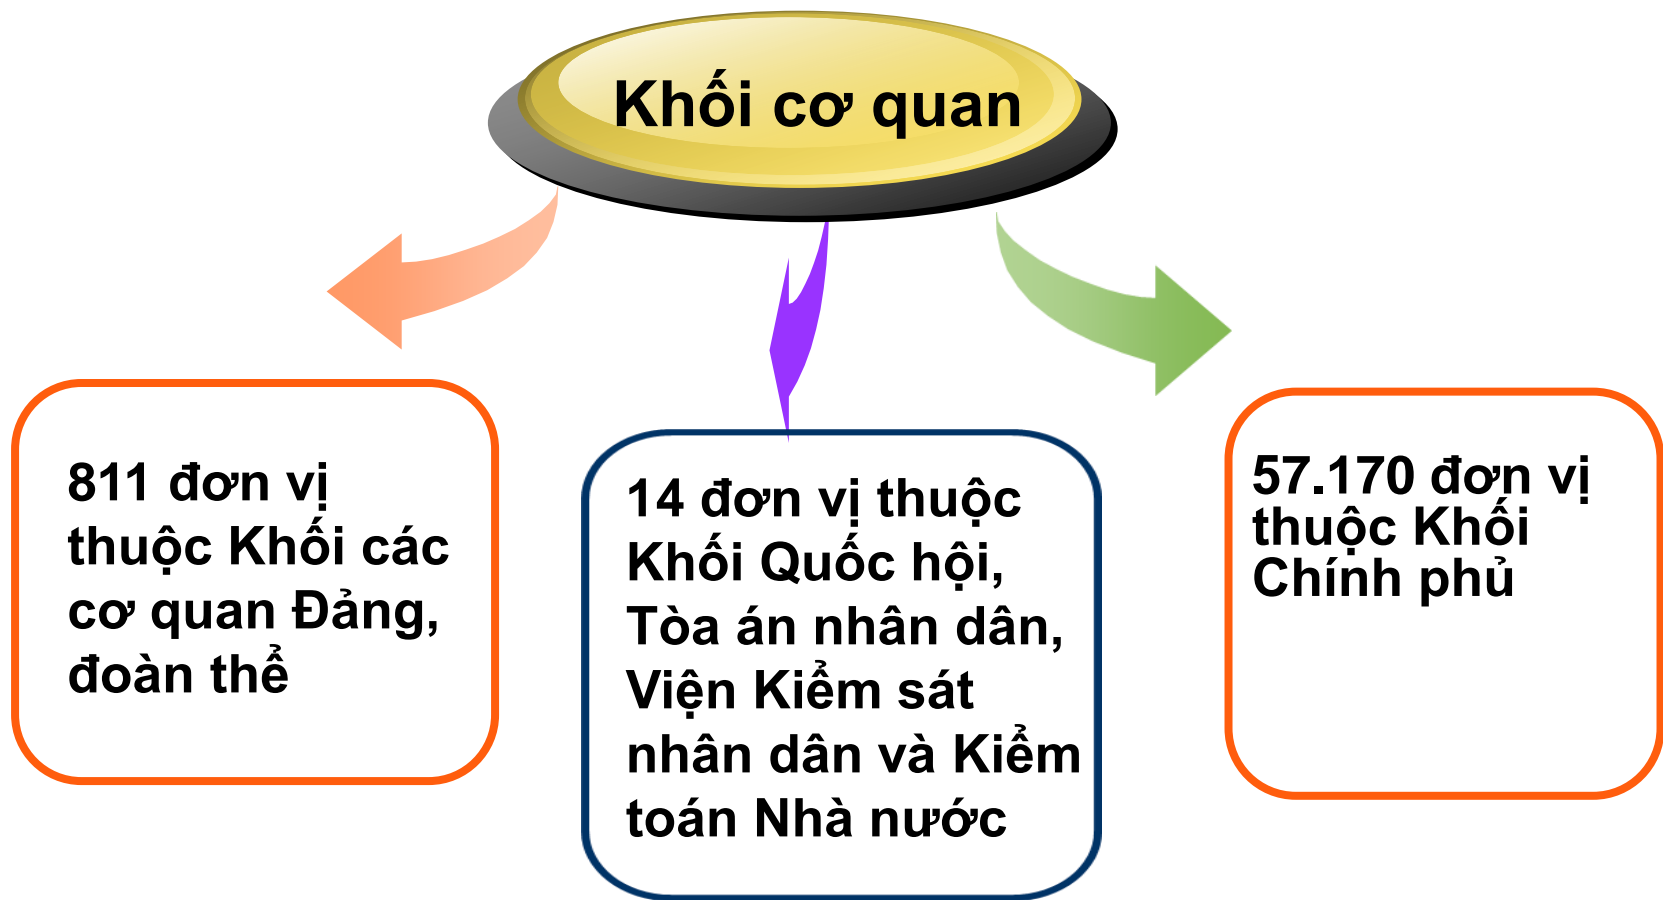 Khối cơ quan
811 đơn vị
thuộc Khối các
cơ quan Đảng,
đoàn thể
14 đơn vị thuộc
Khối Quốc hội,
Tòa án nhân dân,
Viện Kiểm sát
nhân dân và Kiểm
toán Nhà nước
57.170 đơn vị
thuộc Khối
Chính phủ